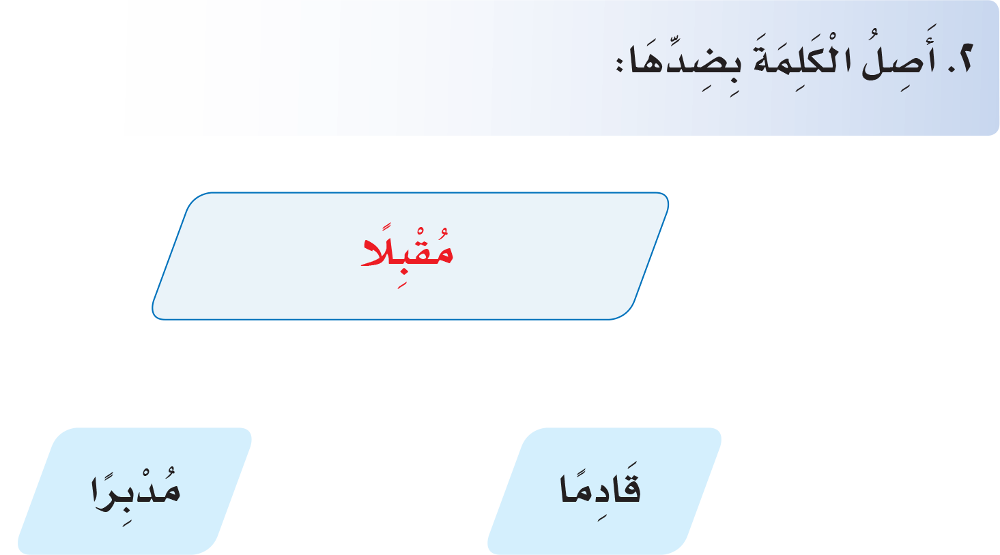 ٢. أَصِلُ الْكَلِمَةَ بِضِدِّهَا:
مُقْبِلًا
قَادِمًا
مُدْبِرًا